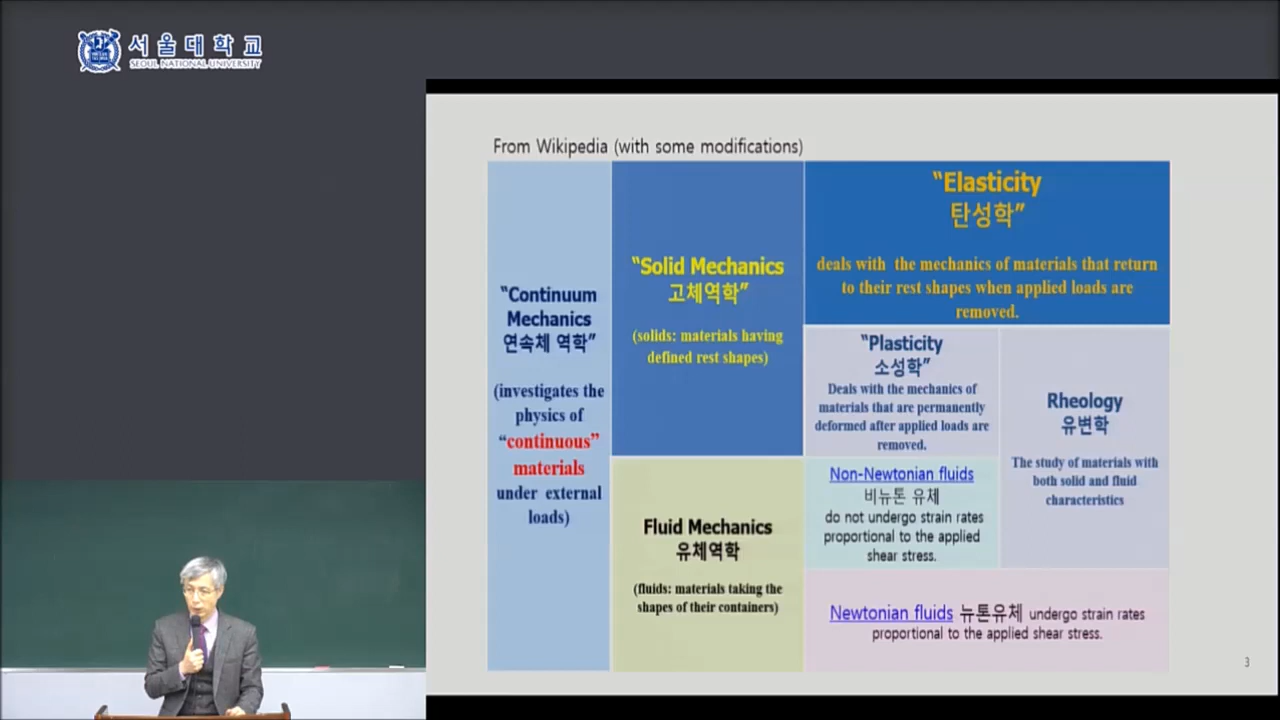 서울대학교
SEOUL NATIONAL UNIVERSITY
From Wikipedia (with some modifications)
“Continuum
Mechanics
연속체 역학”
(investigates the
physics of
“continuous”
materials
under external
loads)
“Solid Mechanics
고체역학”
(solids: materials having
defined rest shapes)
“Elasticity
탄성학”
deals with the mechanics of materials that return
to their rest shapes when applied loads are
removed.
“Plasticity
소성학”
Deals with the mechanics of
materials that are permanently
deformed after applied loads are
removed.
Rheology
유변학
The study of materials with
both solid and fluid
characteristics
Fluid Mechanics
유체역학
(fluids: materials taking the
shapes of their containers)
Non-Newtonian fluids
비뉴톤 유체
do not undergo strain rates
proportional to the applied
shear stress.
Newtonian fluids 뉴톤유체 undergo strain rates
proportional to the applied shear stress.
3